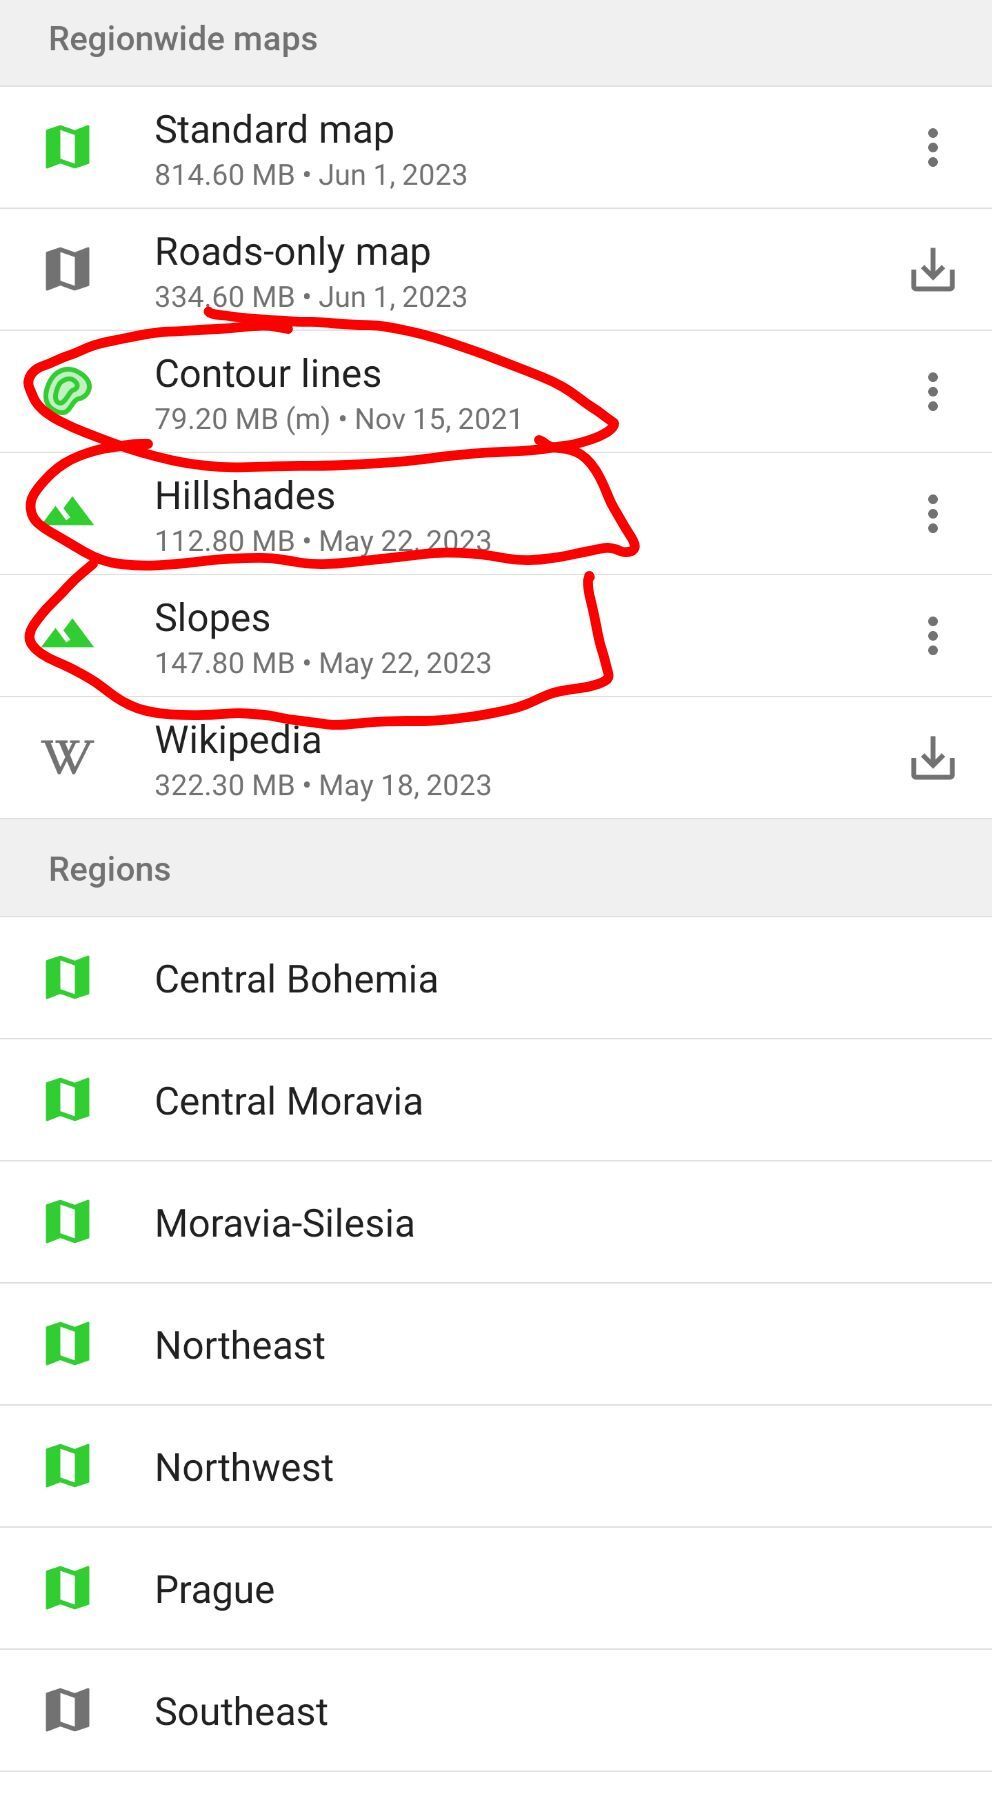 Regionwide maps
Standard map
814.60 MB • Jun 1, 2023
Roads-only map
334.60 MB • Jun 1, 2023
Contour lines
79.20 MB (m) • Nov 15, 2021
Hillshades
112.80 MB • May 22, 2023
Slopes
147.80 MB • May 22, 2023
W
Wikipedia
322.30 MB • May 18, 2023
Regions
Central Bohemia
Central Moravia
Moravia-Silesia
Northeast
Northwest
Prague
Southeast